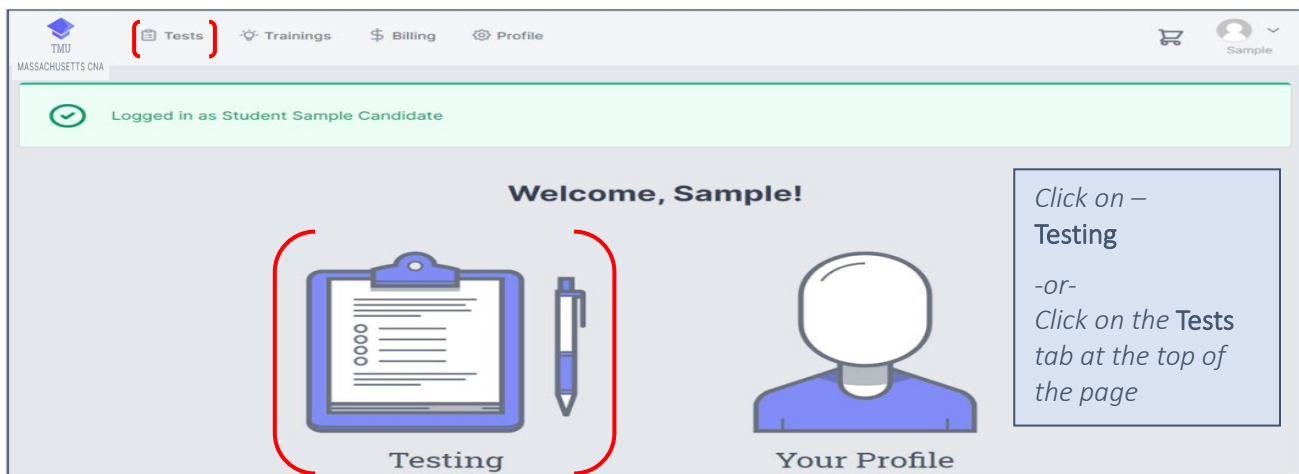 Tests Trainings $ Billing Profile
TMU
MASSACHUSETTS CNA
Sample
Logged in as Student Sample Candidate
Welcome, Sample!
Click on –
Testing
-or-
Click on the Tests
tab at the top of
the page
Testing
Your Profile